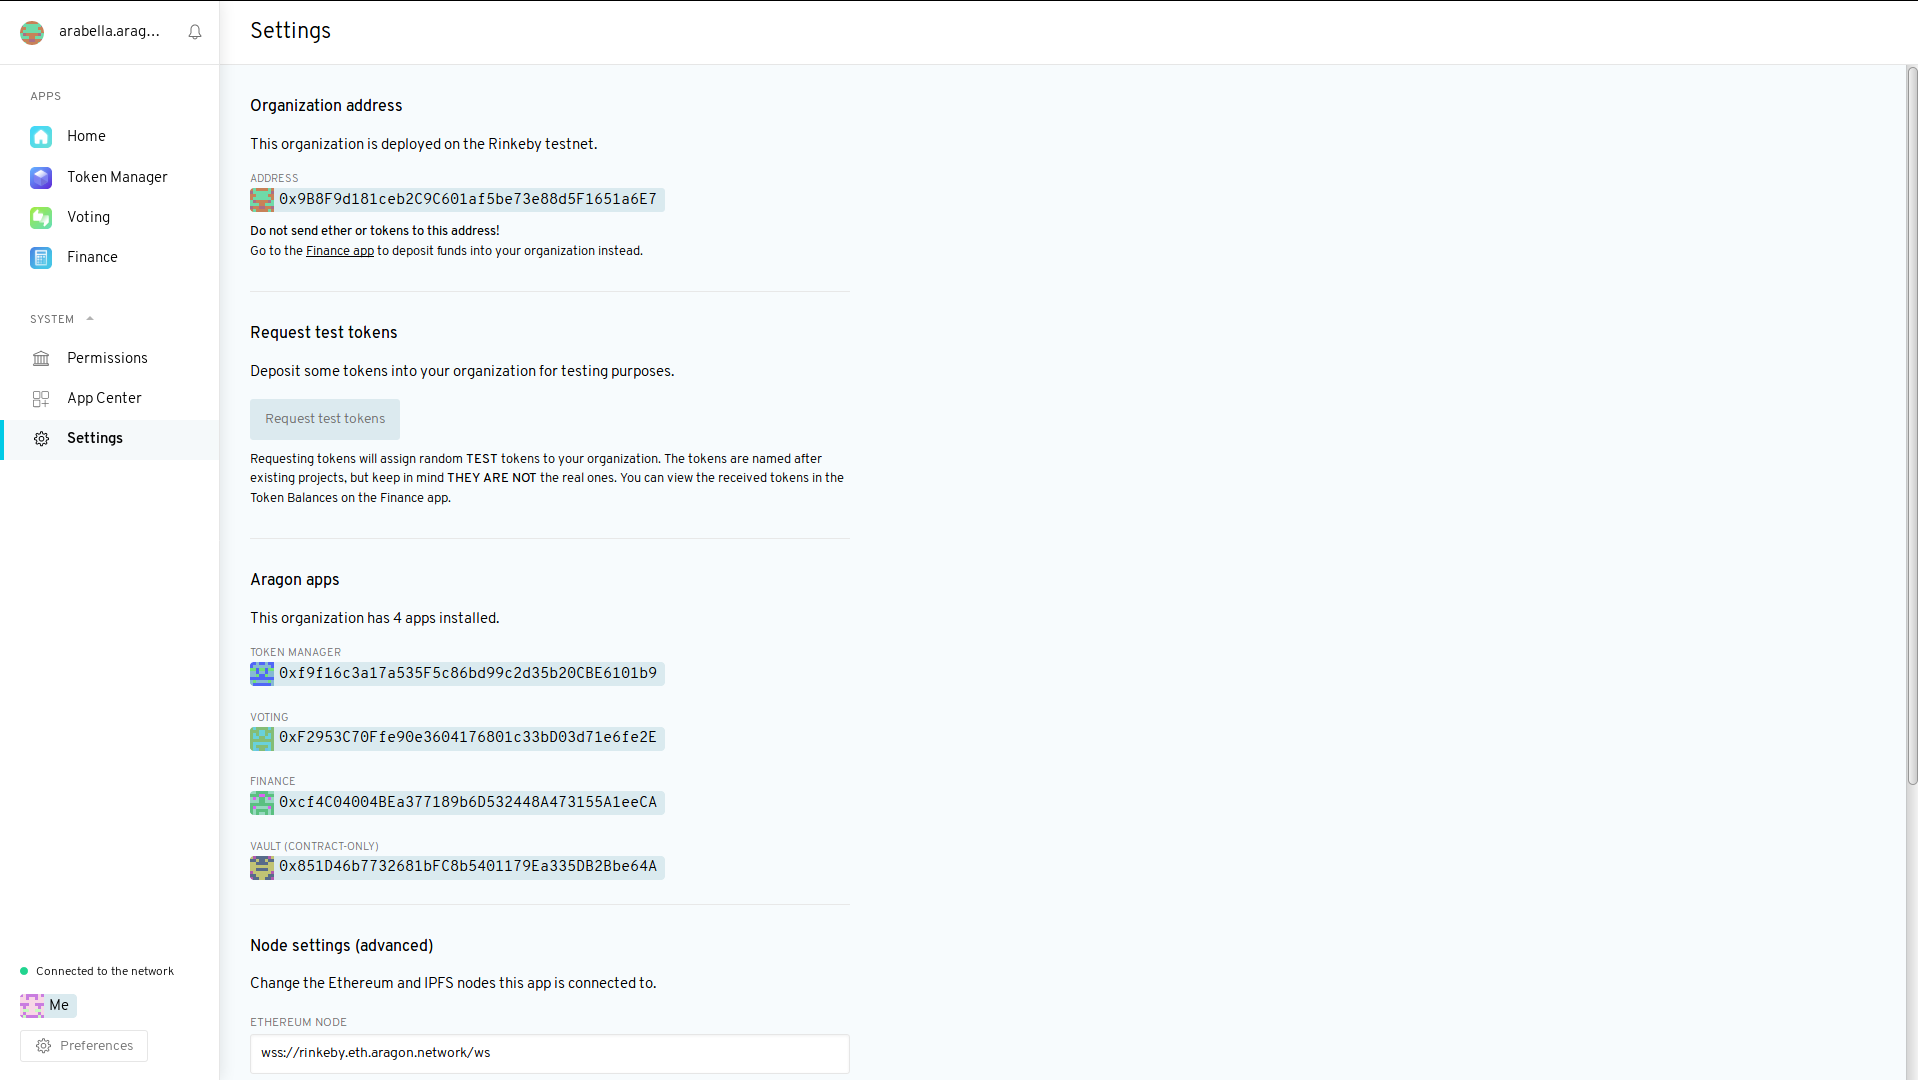 arabella.arag...
Settings
APPS
Home
Token Manager
Voting
Finance
SYSTEM
Permissions
App Center
Settings
Connected to the network
Me
Preferences
Organization address
This organization is deployed on the Rinkeby testnet.
ADDRESS
0x9B8F9d181ceb2C9C601af5be73e88d5F1651a6E7
Do not send ether or tokens to this address!
Go to the Finance app to deposit funds into your organization instead.
Request test tokens
Deposit some tokens into your organization for testing purposes.
Request test tokens
Requesting tokens will assign random TEST tokens to your organization. The tokens are named after
existing projects, but keep in mind THEY ARE NOT the real ones. You can view the received tokens in the
Token Balances on the Finance app.
Aragon apps
This organization has 4 apps installed.
TOKEN MANAGER
0xf9f16c3a17a535F5c86bd99c2d35b20CBE6101b9
VOTING
0xF2953C70Ffe90e3604176801c33bD03d71e6fe2E
FINANCE
0xcf4C04004BEa377189b6D532448A473155A1eeCA
VAULT (CONTRACT-ONLY)
0x851D46b7732681bFC8b5401179Ea335DB2Bbe64A
Node settings (advanced)
Change the Ethereum and IPFS nodes this app is connected to.
ETHEREUM NODE
wss://rinkeby.eth.aragon.network/ws